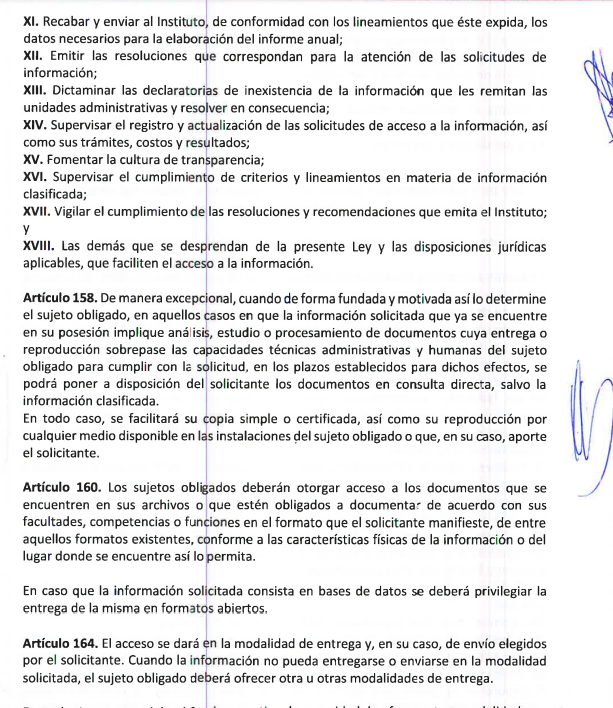 XI. Recabar y enviar al Instituto, de conformidad con los lineamientos que éste expida, los
datos necesarios para la elaboración del informe anual;
XII. Emitir las resoluciones que correspondan para la atención de las solicitudes de
información;
XIII. Dictaminar las declaratorias de inexistencia de la información que les remitan las
unidades administrativas y resolver en consecuencia;
XIV. Supervisar el registro y actualización de las solicitudes de acceso a la información, así
como sus trámites, costos y resultados;
XV. Fomentar la cultura de transparencia;
XVI. Supervisar el cumplimiento de criterios y lineamientos en materia de información
clasificada;
XVII. Vigilar el cumplimiento de las resoluciones y recomendaciones que emita el Instituto;
y
XVIII. Las demás que se desprendan de la presente Ley y las disposiciones jurídicas
aplicables, que faciliten el acceso a la información.
Artículo 158. De manera excepcional, cuando de forma fundada y motivada así lo determine
el sujeto obligado, en aquellos casos en que la información solicitada que ya se encuentre
en su posesión implique análisis, estudio o procesamiento de documentos cuya entrega o
reproducción sobrepase las capacidades técnicas administrativas y humanas del sujeto
obligado para cumplir con la solicitud, en los plazos establecidos para dichos efectos, se
podrá poner a disposición del solicitante los documentos en consulta directa, salvo la
información clasificada.
En todo caso, se facilitará su copia simple o certificada, así como su reproducción por
cualquier medio disponible en las instalaciones del sujeto obligado o que, en su caso, aporte
el solicitante.
Artículo 160. Los sujetos obligados deberán otorgar acceso a los documentos que se
encuentren en sus archivos o que estén obligados a documentar de acuerdo con sus
facultades, competencias o funciones en el formato que el solicitante manifieste, de entre
aquellos formatos existentes, conforme a las características físicas de la información o del
lugar donde se encuentre así lo permita.
En caso que la información solicitada consista en bases de datos se deberá privilegiar la
entrega de la misma en formatos abiertos.
Artículo 164. El acceso se dará en la modalidad de entrega y, en su caso, de envío elegidos
por el solicitante. Cuando la información no pueda entregarse o enviarse en la modalidad
solicitada, el sujeto obligado deberá ofrecer otra u otras modalidades de entrega.